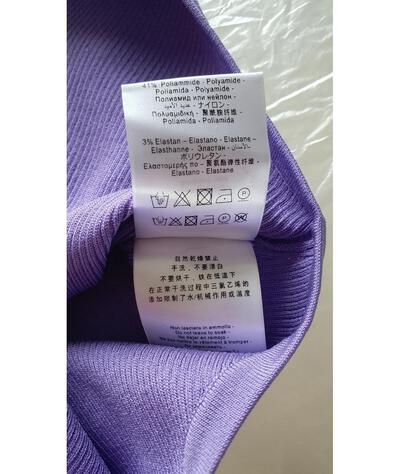 41% Poliammide - Polyamide -
Poliamida - Polyamide -
Полиамид или нейлон -
ナイロン -
Πολυαμιδική - 聚酰胺纤维 -
Poliamida - Poliamida
3% Elastan - Elastano - Elastane -
Elasthanne - Эластан -
ポリウレタン -
Ελαστομερής πο – 聚氨酯弹性纤维 -
Elastano - Elastane
自然乾燥禁止
手洗，不要漂白
不要烘干，铁在低温下
在正常干洗过程中三氯乙烯的
添加限制了水/机械作用或温度
Non lasciare in ammollo -
Do not leave to soak -
No dejar en remojo -